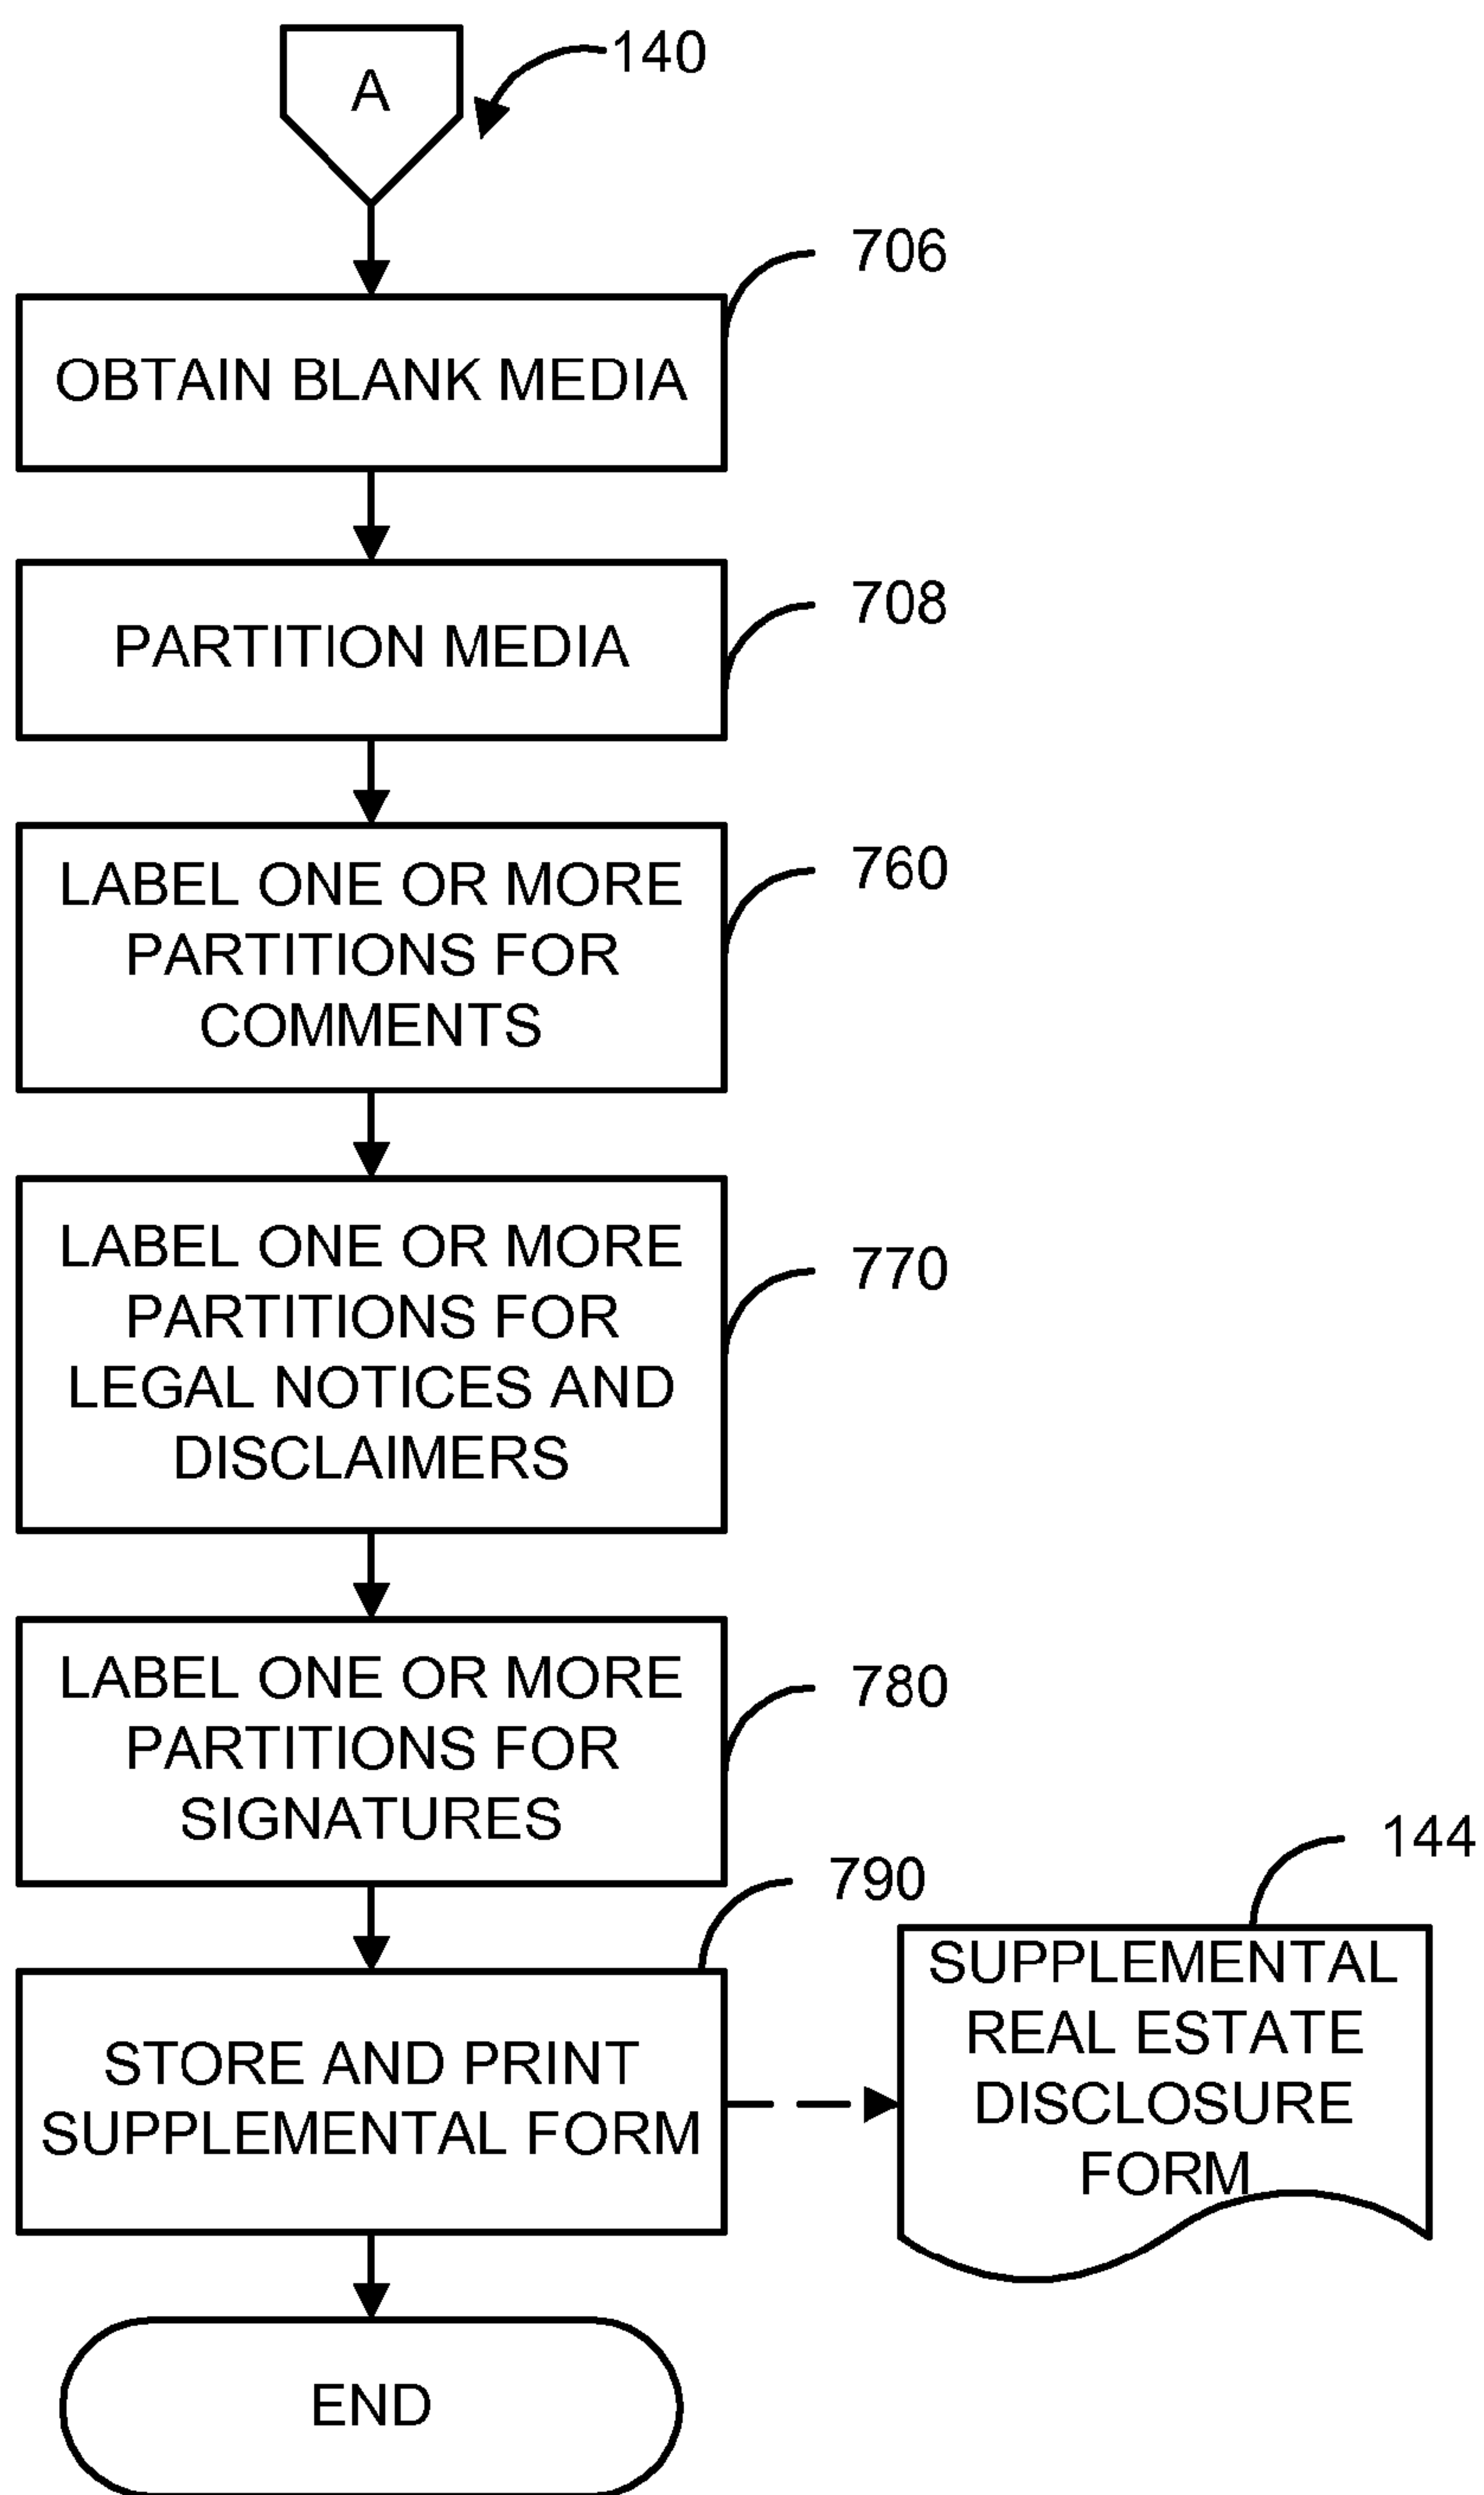 A
140
706
OBTAIN BLANK MEDIA
708
PARTITION MEDIA
760
LABEL ONE OR MORE
PARTITIONS FOR
COMMENTS
770
LABEL ONE OR MORE
PARTITIONS FOR
LEGAL NOTICES AND
DISCLAIMERS
780
LABEL ONE OR MORE
PARTITIONS FOR
SIGNATURES
790
144
STORE AND PRINT
SUPPLEMENTAL FORM
SUPPLEMENTAL
REAL ESTATE
DISCLOSURE
FORM
END